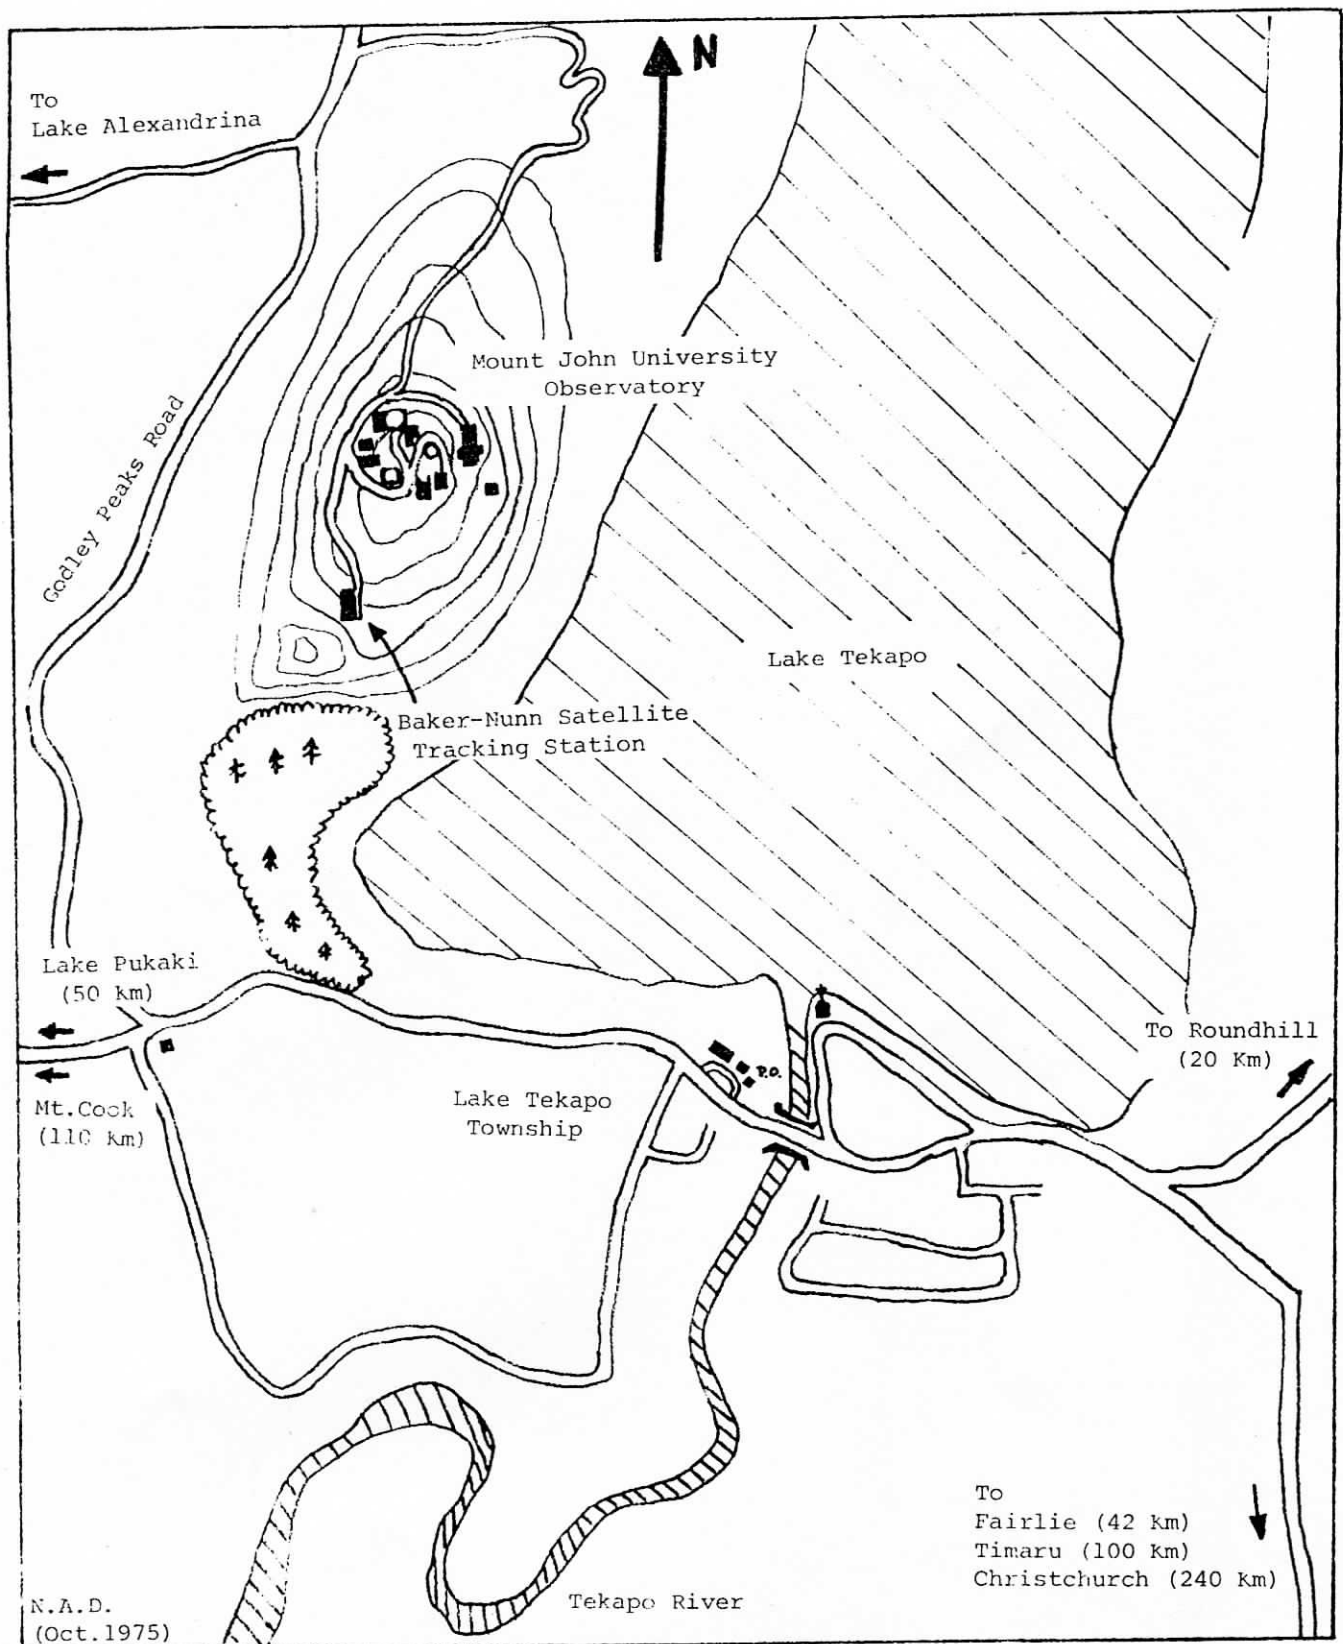 N
To
Lake Alexandrina
Mount John University
Observatory
Godley Peaks Road
Lake Tekapo
Baker-Nunn Satellite
Tracking Station
Lake Pukaki
(50 Km)
To Roundhill
(20 Km)
P.O.
Mt.Cook
(110 Km)
Lake Tekapo
Township
To
Fairlie (42 Km)
Timaru (100 Km)
Christchurch (240 Km)
Tekapo River
N.A.D.
(Oct.1975)